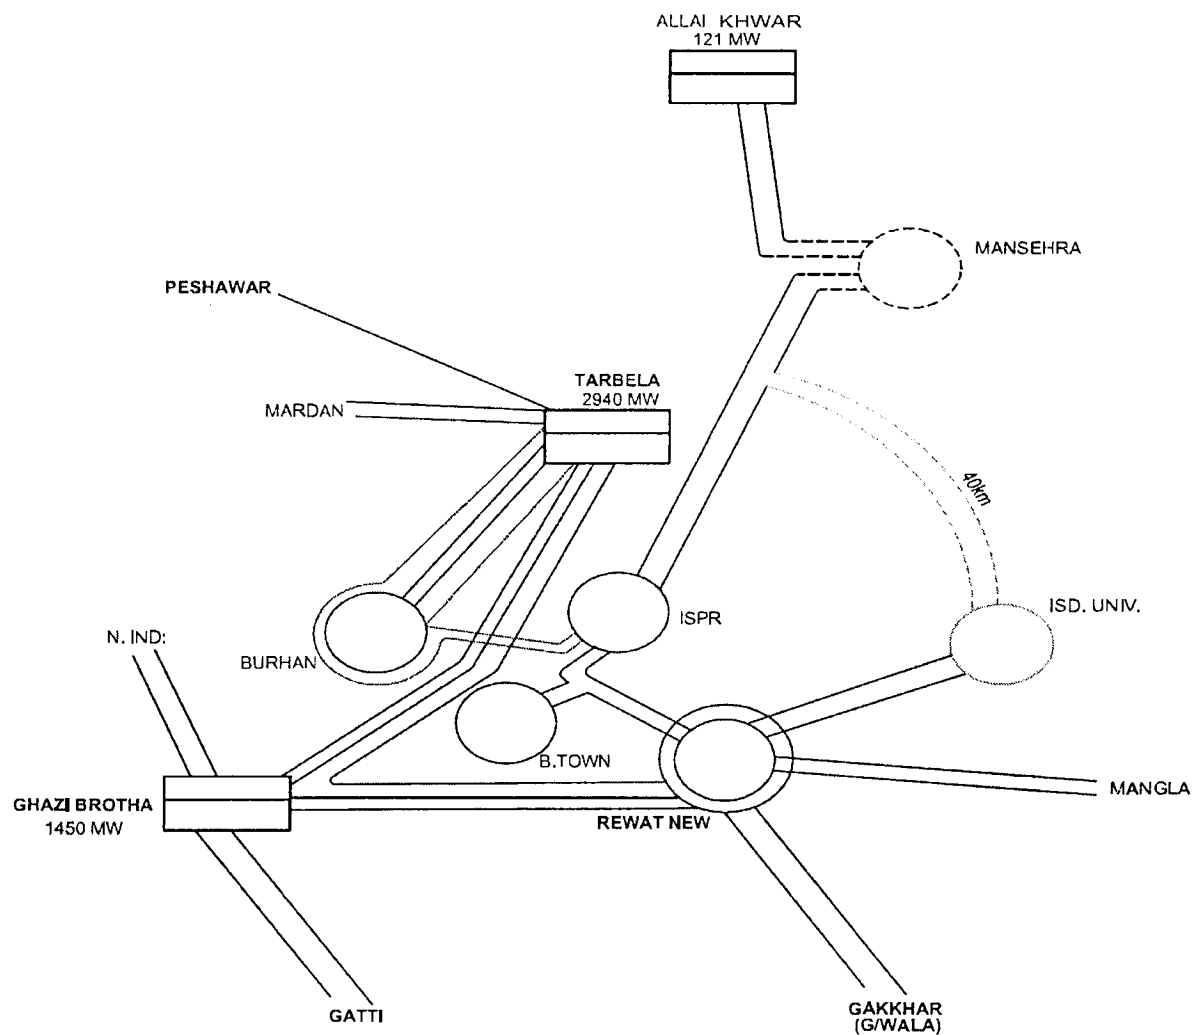 ALLAI KHWAR
121 MW
MANSEHRA
PESHAWAR
TARBELA
2940 MW
MARDAN
40km
ISD. UNIV.
ISPR
N. IND:
BURHAN
B.TOWN
MANGLA
GHAZI BROTHA
1450 MW
REWAT NEW
GATTI
GAKKHAR
(G/WALA)